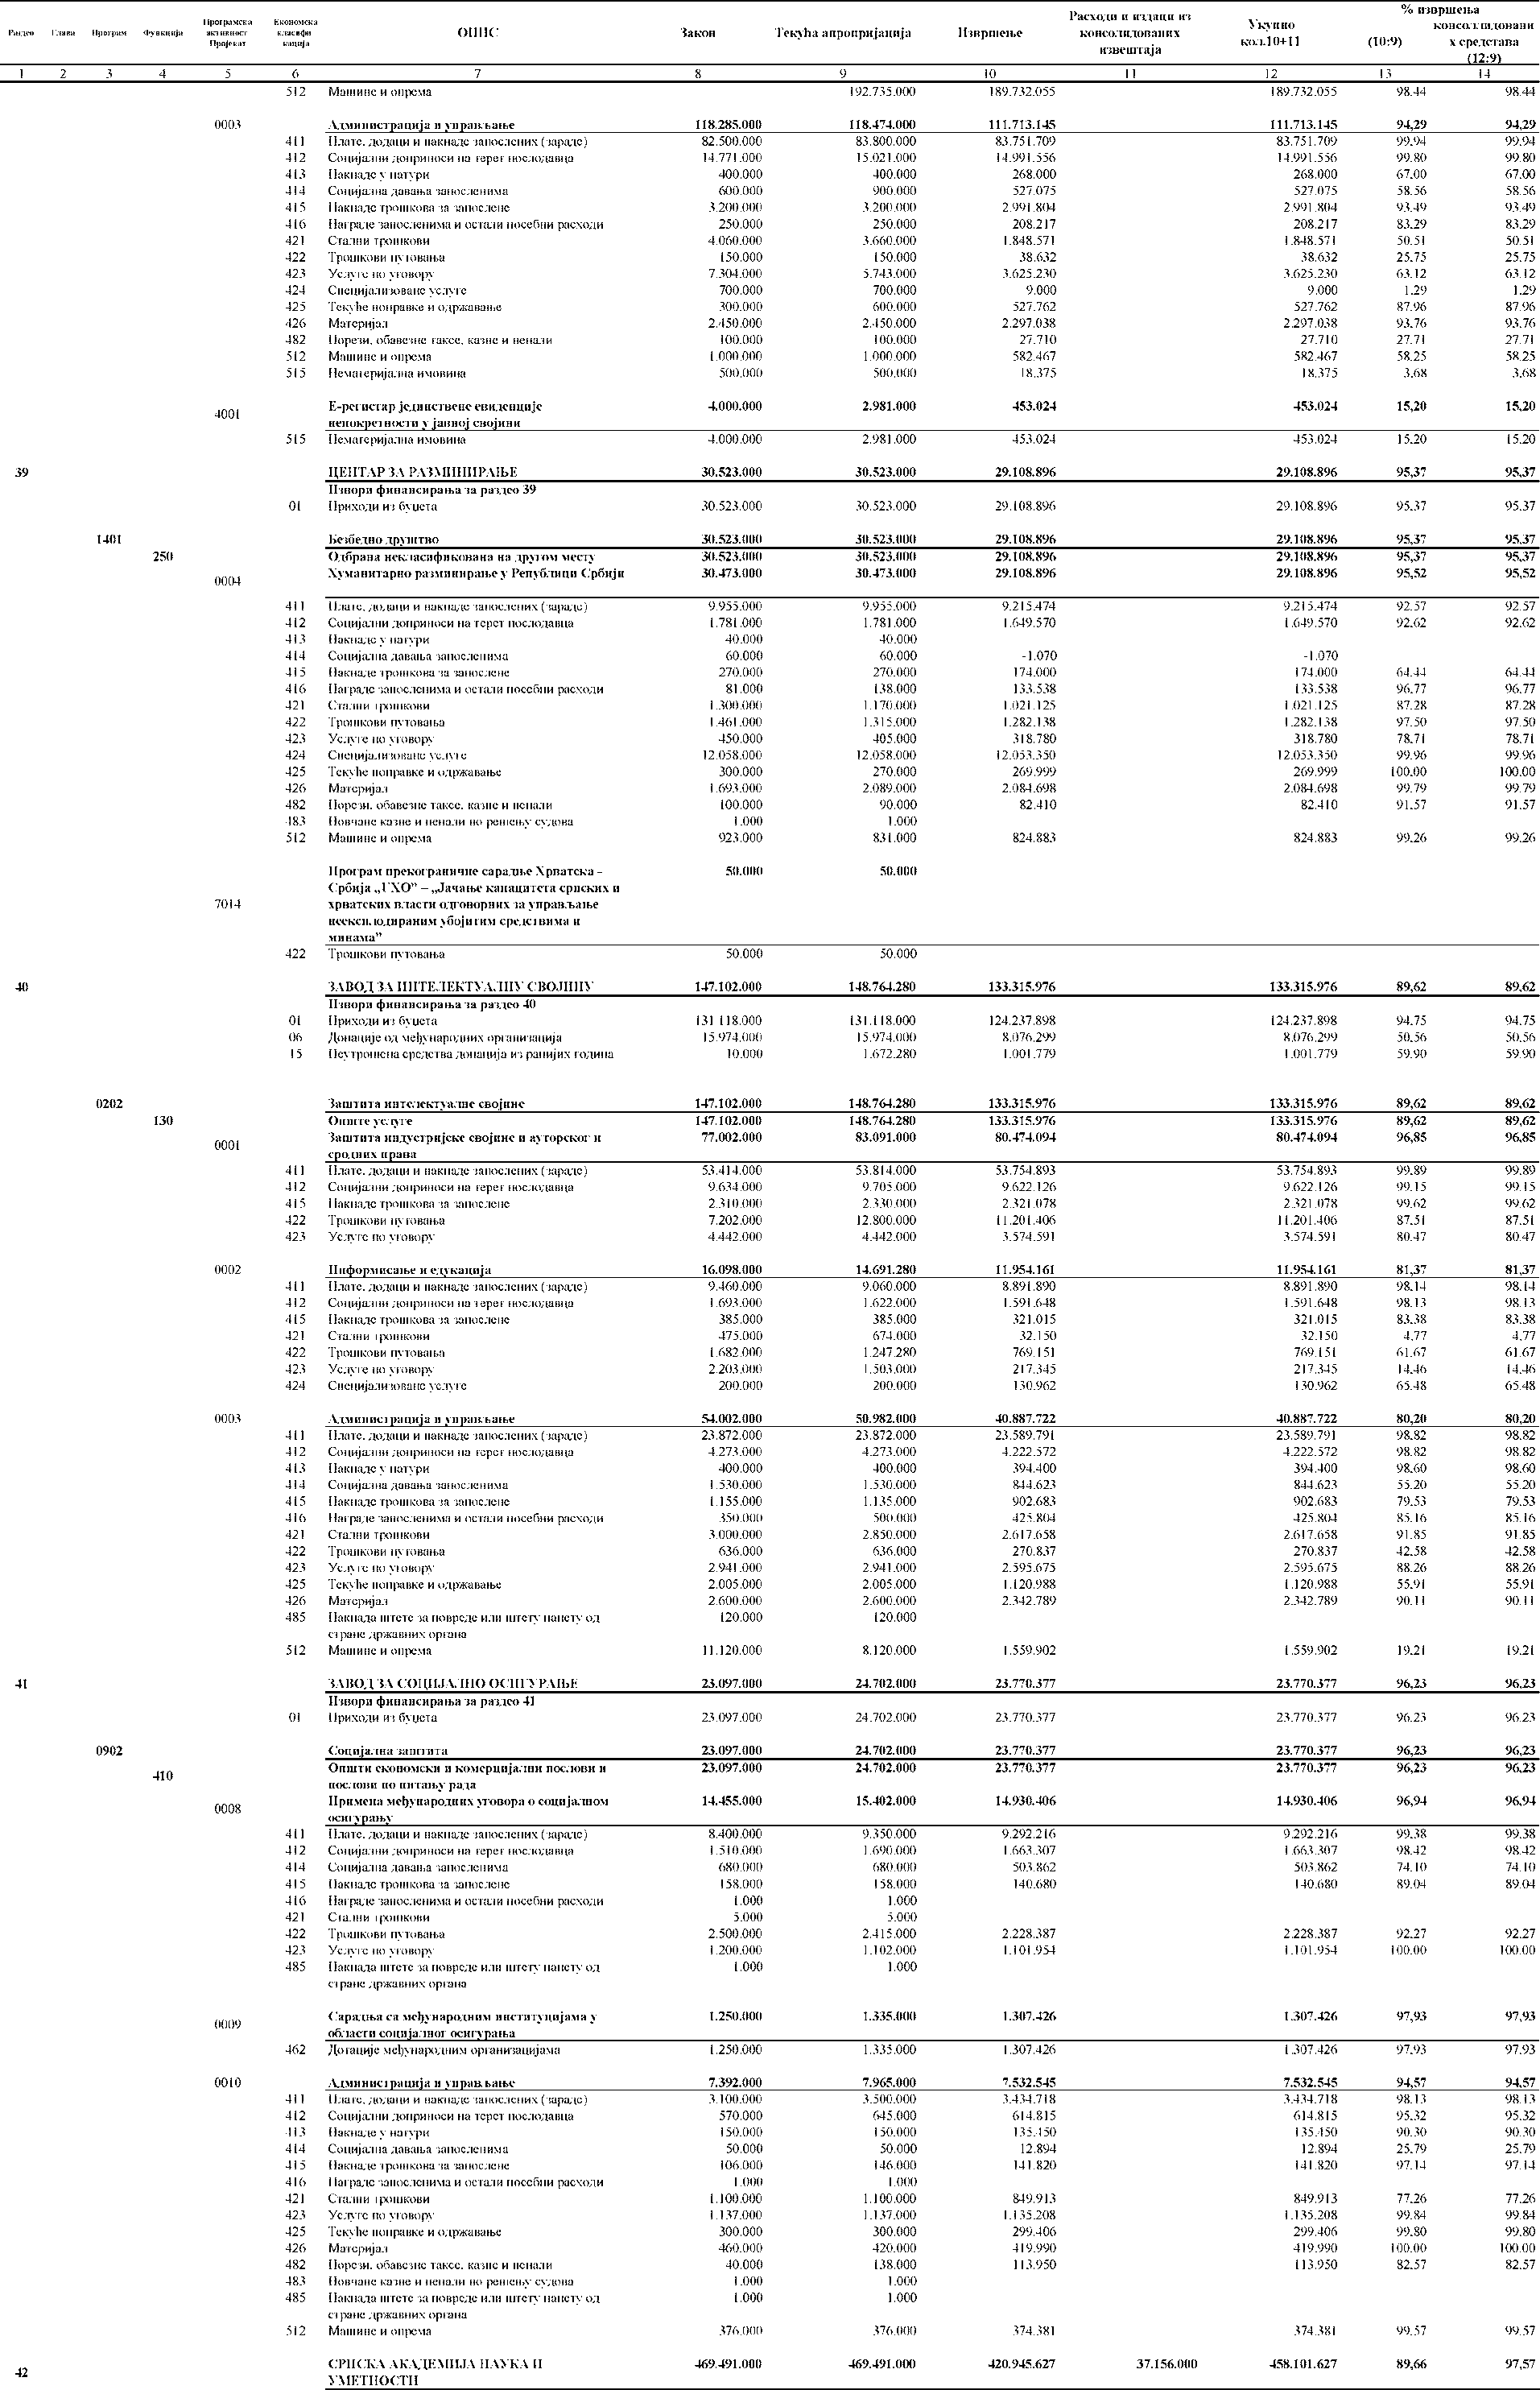 Раздео Глава Програм Функција Програмска активност Пројекат Економска класификација ОПИС Закон Текућа апропријација Извршење Расходи и издаци из консолидованих извештаја Укупно кол.10+11 % извршења (10:9) консолидованих средстава (12:9)
1 2 3 4 5 6 7 8 9 10 11 12 13 14
512 Машине и опрема 192.735.000 189.732.055 189.732.055 98.44 98.44
0003 Администрација и управљање 118.285.000 118.474.000 111.713.145 111.713.145 94,29 94,29
411 Плате, додаци и накнаде запослених (зараде) 82.500.000 83.800.000 83.751.709 83.751.709 99.94 99.94
412 Социјални доприноси на терет послодавца 14.771.000 15.021.000 14.991.556 14.991.556 99.80 99.80
413 Накнаде у натури 400.000 400.000 268.000 268.000 67.00 67.00
414 Социјална давања запосленима 600.000 900.000 527.075 527.075 58.56 58.56
415 Накнаде трошкова за запослене 3.200.000 3.200.000 2.991.804 2.991.804 93.49 93.49
416 Награде запосленима и остали посебни расходи 250.000 250.000 208.217 208.217 83.29 83.29
421 Стални трошкови 4.060.000 3.660.000 1.848.571 1.848.571 50.51 50.51
422 Трошкови путовања 150.000 150.000 38.632 38.632 25.75 25.75
423 Услуге по уговору 7.304.000 5.743.000 3.625.230 3.625.230 63.12 63.12
424 Специјализоване услуге 700.000 700.000 9.000 9.000 1.29 1.29
425 Текуће поправке и одржавање 300.000 600.000 527.762 527.762 87.96 87.96
426 Материјал 2.450.000 2.450.000 2.297.038 2.297.038 93.76 93.76
482 Порези, обавезне таксе, казне и пенали 100.000 100.000 27.710 27.710 27.71 27.71
512 Машине и опрема 1.000.000 1.000.000 582.467 582.467 58.25 58.25
515 Нематеријална имовина 500.000 500.000 18.375 18.375 3.68 3.68
4001 Е-регистар јединствене евиденције 4.000.000 2.981.000 453.024 453.024 15,20 15,20
непокретности у јавној својини
515 Нематеријална имовина 4.000.000 2.981.000 453.024 453.024 15.20 15.20
39 ЦЕНТАР ЗА РАЗМИНИРАЊЕ 30.523.000 30.523.000 29.108.896 29.108.896 95,37 95,37
Извори финансирања за раздео 39
01 Приходи из буџета 30.523.000 30.523.000 29.108.896 29.108.896 95.37 95.37
1401 Безбедно друштво 30.523.000 30.523.000 29.108.896 29.108.896 95,37 95,37
250 Одбрана некласификована на другом месту 30.523.000 30.523.000 29.108.896 29.108.896 95,37 95,37
0004 Хуманитарно разминирање у Републици Србији 30.473.000 30.473.000 29.108.896 29.108.896 95,52 95,52
411 Плате, додаци и накнаде запослених (зараде) 9.955.000 9.955.000 9.215.474 9.215.474 92.57 92.57
412 Социјални доприноси на терет послодавца 1.781.000 1.781.000 1.649.570 1.649.570 92.62 92.62
413 Накнаде у натури 40.000 40.000
414 Социјална давања запосленима 60.000 60.000 -1.070 -1.070
415 Накнаде трошкова за запослене 270.000 270.000 174.000 174.000 64.44 64.44
416 Награде запосленима и остали посебни расходи 81.000 138.000 133.538 133.538 96.77 96.77
421 Стални трошкови 1.300.000 1.170.000 1.021.125 1.021.125 87.28 87.28
422 Трошкови путовања 1.461.000 1.315.000 1.282.138 1.282.138 97.50 97.50
423 Услуге по уговору 450.000 405.000 318.780 318.780 78.71 78.71
424 Специјализоване услуге 12.058.000 12.058.000 12.053.350 12.053.350 99.96 99.96
425 Текуће поправке и одржавање 300.000 270.000 269.999 269.999 100.00 100.00
426 Материјал 1.693.000 2.089.000 2.084.698 2.084.698 99.79 99.79
482 Порези, обавезне таксе, казне и пенали 100.000 90.000 82.410 82.410 91.57 91.57
483 Новчане казне и пенали по решењу судова 1.000 1.000
512 Машине и опрема 923.000 831.000 824.883 824.883 99.26 99.26
Програм прекограничне сарадње Хрватска – 50.000 50.000
Србија „UXO” – „Јачање капацитета српских и
7014 хрватских власти одговорних за управљање
неексплодираним убојитим средствима и
минама”
422 Трошкови путовања 50.000 50.000
40 ЗАВОД ЗА ИНТЕЛЕКТУАЛНУ СВОЈИНУ 147.102.000 148.764.280 133.315.976 133.315.976 89,62 89,62
Извори финансирања за раздео 40
01 Приходи из буџета 131.118.000 131.118.000 124.237.898 124.237.898 94.75 94.75
06 Донације од међународних организација 15.974.000 15.974.000 8.076.299 8.076.299 50.56 50.56
15 Неутрошена средства донација из ранијих година 10.000 1.672.280 1.001.779 1.001.779 59.90 59.90
0202 Заштита интелектуалне својине 147.102.000 148.764.280 133.315.976 133.315.976 89,62 89,62
130 Опште услуге 147.102.000 148.764.280 133.315.976 133.315.976 89,62 89,62
0001 Заштита индустријске својине и ауторског и 77.002.000 83.091.000 80.474.094 80.474.094 96,85 96,85
сродних права
411 Плате, додаци и накнаде запослених (зараде) 53.414.000 53.814.000 53.754.893 53.754.893 99.89 99.89
412 Социјални доприноси на терет послодавца 9.634.000 9.705.000 9.622.126 9.622.126 99.15 99.15
415 Накнаде трошкова за запослене 2.310.000 2.330.000 2.321.078 2.321.078 99.62 99.62
422 Трошкови путовања 7.202.000 12.800.000 11.201.406 11.201.406 87.51 87.51
423 Услуге по уговору 4.442.000 4.442.000 3.574.591 3.574.591 80.47 80.47
0002 Информисање и едукација 16.098.000 14.691.280 11.954.161 11.954.161 81,37 81,37
411 Плате, додаци и накнаде запослених (зараде) 9.460.000 9.060.000 8.891.890 8.891.890 98.14 98.14
412 Социјални доприноси на терет послодавца 1.693.000 1.622.000 1.591.648 1.591.648 98.13 98.13
415 Накнаде трошкова за запослене 385.000 385.000 321.015 321.015 83.38 83.38
421 Стални трошкови 475.000 674.000 32.150 32.150 4.77 4.77
422 Трошкови путовања 1.682.000 1.247.280 769.151 769.151 61.67 61.67
423 Услуге по уговору 2.203.000 1.503.000 217.345 217.345 14.46 14.46
424 Специјализоване услуге 200.000 200.000 130.962 130.962 65.48 65.48
0003 Администрација и управљање 54.002.000 50.982.000 40.887.722 40.887.722 80,20 80,20
411 Плате, додаци и накнаде запослених (зараде) 23.872.000 23.872.000 23.589.791 23.589.791 98.82 98.82
412 Социјални доприноси на терет послодавца 4.273.000 4.273.000 4.222.572 4.222.572 98.82 98.82
413 Накнаде у натури 400.000 400.000 394.400 394.400 98.60 98.60
414 Социјална давања запосленима 1.530.000 1.530.000 844.623 844.623 55.20 55.20
415 Накнаде трошкова за запослене 1.155.000 1.135.000 902.683 902.683 79.53 79.53
416 Награде запосленима и остали посебни расходи 350.000 500.000 425.804 425.804 85.16 85.16
421 Стални трошкови 3.000.000 2.850.000 2.617.658 2.617.658 91.85 91.85
422 Трошкови путовања 636.000 636.000 270.837 270.837 42.58 42.58
423 Услуге по уговору 2.941.000 2.941.000 2.595.675 2.595.675 88.26 88.26
425 Текуће поправке и одржавање 2.005.000 2.005.000 1.120.988 1.120.988 55.91 55.91
426 Материјал 2.600.000 2.600.000 2.342.789 2.342.789 90.11 90.11
485 Накнада штете за повреде или штету нанету од 120.000 120.000
стране државних органа
512 Машине и опрема 11.120.000 8.120.000 1.559.902 1.559.902 19.21 19.21
41 ЗАВОД ЗА СОЦИЈАЛНО ОСИГУРАЊЕ 23.097.000 24.702.000 23.770.377 23.770.377 96,23 96,23
Извори финансирања за раздео 41
01 Приходи из буџета 23.097.000 24.702.000 23.770.377 23.770.377 96.23 96.23
0902 Социјална заштита 23.097.000 24.702.000 23.770.377 23.770.377 96,23 96,23
410 Општи економски и комерцијални послови и 23.097.000 24.702.000 23.770.377 23.770.377 96,23 96,23
послови по питању рада
0008 Примена међународних уговора о социјалном 14.455.000 15.402.000 14.930.406 14.930.406 96,94 96,94
осигурању
411 Плате, додаци и накнаде запослених (зараде) 8.400.000 9.350.000 9.292.216 9.292.216 99.38 99.38
412 Социјални доприноси на терет послодавца 1.510.000 1.690.000 1.663.307 1.663.307 98.42 98.42
414 Социјална давања запосленима 680.000 680.000 503.862 503.862 74.10 74.10
415 Накнаде трошкова за запослене 158.000 158.000 140.680 140.680 89.04 89.04
416 Награде запосленима и остали посебни расходи 1.000 1.000
421 Стални трошкови 5.000 5.000
422 Трошкови путовања 2.500.000 2.415.000 2.228.387 2.228.387 92.27 92.27
423 Услуге по уговору 1.200.000 1.102.000 1.101.954 1.101.954 100.00 100.00
485 Накнада штете за повреде или штету нанету од 1.000 1.000
стране државних органа
0009 Сарадња са међународним институцијама у 1.250.000 1.335.000 1.307.426 1.307.426 97,93 97,93
области социјалног осигурања
462 Дотације међународним организацијама 1.250.000 1.335.000 1.307.426 1.307.426 97.93 97.93
0010 Администрација и управљање 7.392.000 7.965.000 7.532.545 7.532.545 94,57 94,57
411 Плате, додаци и накнаде запослених (зараде) 3.100.000 3.500.000 3.434.718 3.434.718 98.13 98.13
412 Социјални доприноси на терет послодавца 570.000 645.000 614.815 614.815 95.32 95.32
413 Накнаде у натури 150.000 150.000 135.450 135.450 90.30 90.30
414 Социјална давања запосленима 50.000 50.000 12.894 12.894 25.79 25.79
415 Накнаде трошкова за запослене 106.000 146.000 141.820 141.820 97.14 97.14
416 Награде запосленима и остали посебни расходи 1.000 1.000
421 Стални трошкови 1.100.000 1.100.000 849.913 849.913 77.26 77.26
423 Услуге по уговору 1.137.000 1.137.000 1.135.208 1.135.208 99.84 99.84
425 Текуће поправке и одржавање 300.000 300.000 299.406 299.406 99.80 99.80
426 Материјал 460.000 420.000 419.990 419.990 100.00 100.00
482 Порези, обавезне таксе, казне и пенали 40.000 138.000 113.950 113.950 82.57 82.57
483 Новчане казне и пенали по решењу судова 1.000 1.000
485 Накнада штете за повреде или штету нанету од 1.000 1.000
стране државних органа
512 Машине и опрема 376.000 376.000 374.381 374.381 99.57 99.57
42 СРПСКА АКАДЕМИЈА НАУКА И 469.491.000 469.491.000 420.945.627 37.156.000 458.101.627 89,66 97,57
УМЕТНОСТИ